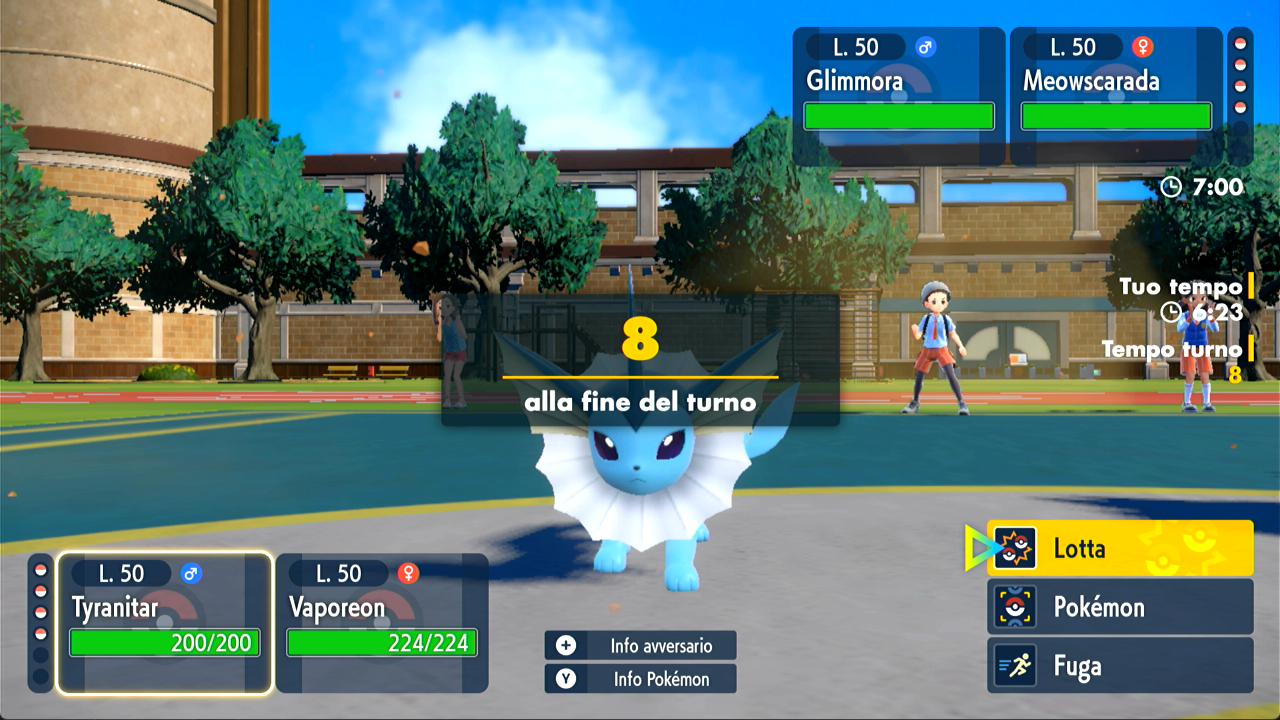 L. 50
Glimmora
L. 50
Meowscarada
7:00
Tuo tempo
6:23
Tempo turno
8
8
alla fine del turno
L. 50
Tyranitar
200/200
L. 50
Vaporeon
224/224
Lotta
Pokémon
Fuga
+ Info avversario
Y Info Pokémon